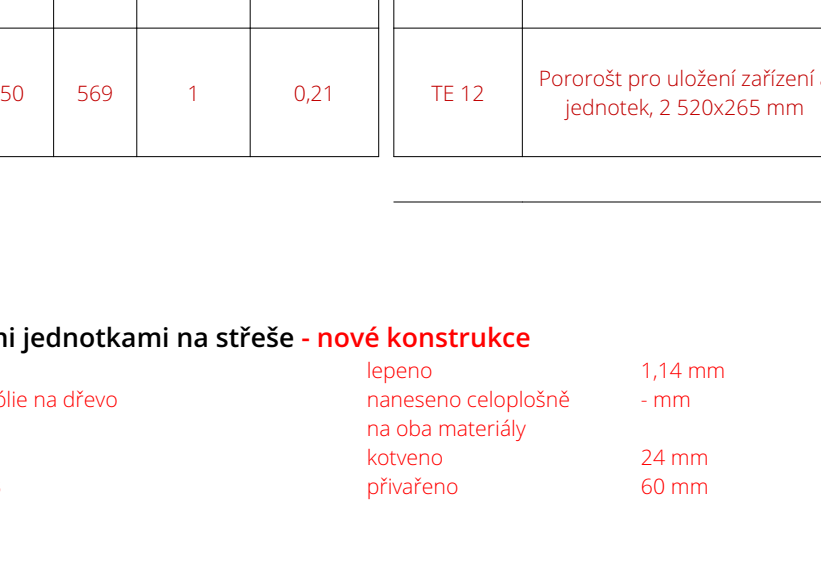 50 569 1 0,21 TE 12 Pororošt pro uložení zařízení
jednotek, 2 520x265 mm
jednotkami na střeše - nové konstrukce
lepeno 1,14 mm
na dřevo naneseno celoplošně - mm
na oba materiály
kotveno 24 mm
přivařeno 60 mm